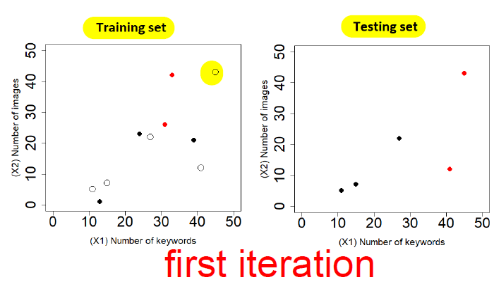 Training set
Testing set
(X2) Number of images
50
40
30
20
10
0
0 10 20 30 40 50
(X1) Number of keywords
(X2) Number of images
50
40
30
20
10
0
0 10 20 30 40 50
(X1) Number of keywords
first iteration